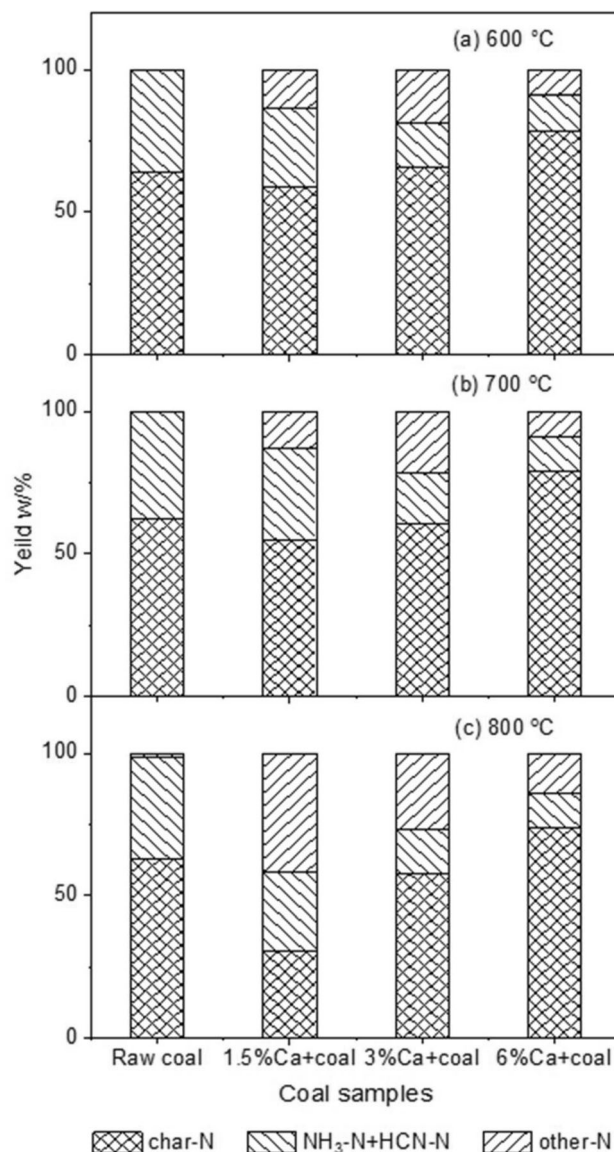 (a) 600 °C
100
50
0
(b) 700 °C
100
50
0
(c) 800 °C
100
50
0
Yeild w/%
Raw coal 1.5%Ca+coal 3%Ca+coal 6%Ca+coal
Coal samples
char-N NH₃-N+HCN-N other-N